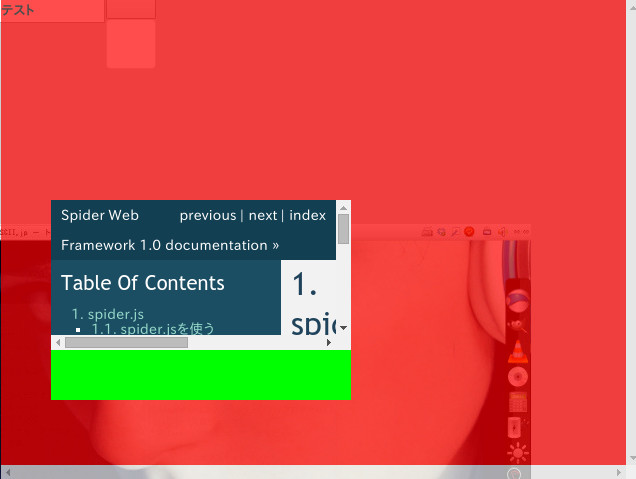 テスト
Spider Web previous | next | index
Framework 1.0 documentation »
Table Of Contents
1.
1. spider.js
1.1. spider.jsを使う